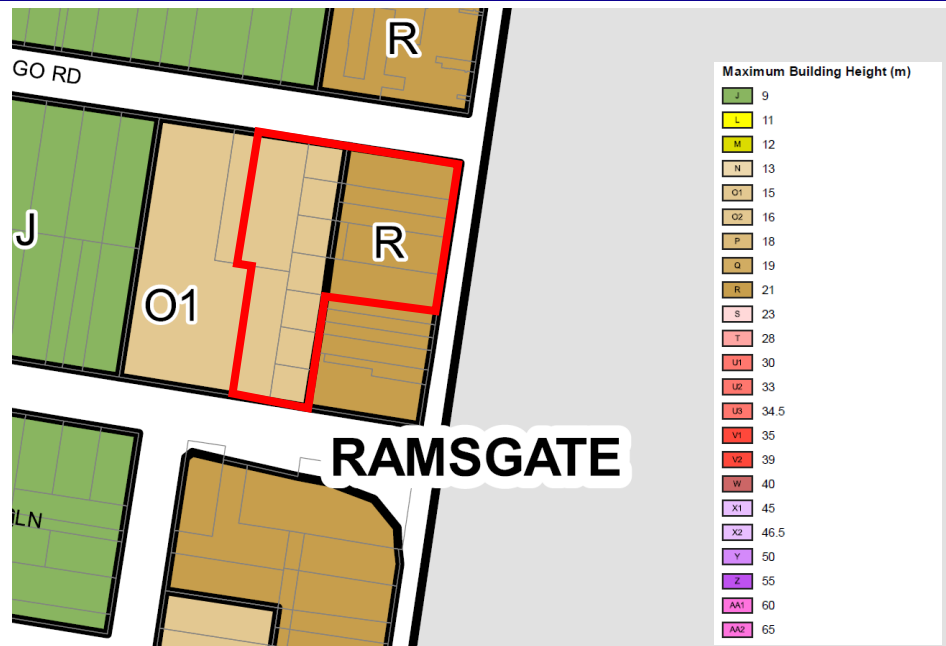 R
GO RD
J
R
O1
RAMSGATE
GLN
Maximum Building Height (m)
J 9
L 11
M 12
N 13
O1 15
O2 16
P 18
Q 19
R 21
S 23
T 28
U1 30
U2 33
U3 34.5
V1 35
V2 39
W 40
X1 45
X2 46.5
Y 50
Z 55
AA1 60
AA2 65